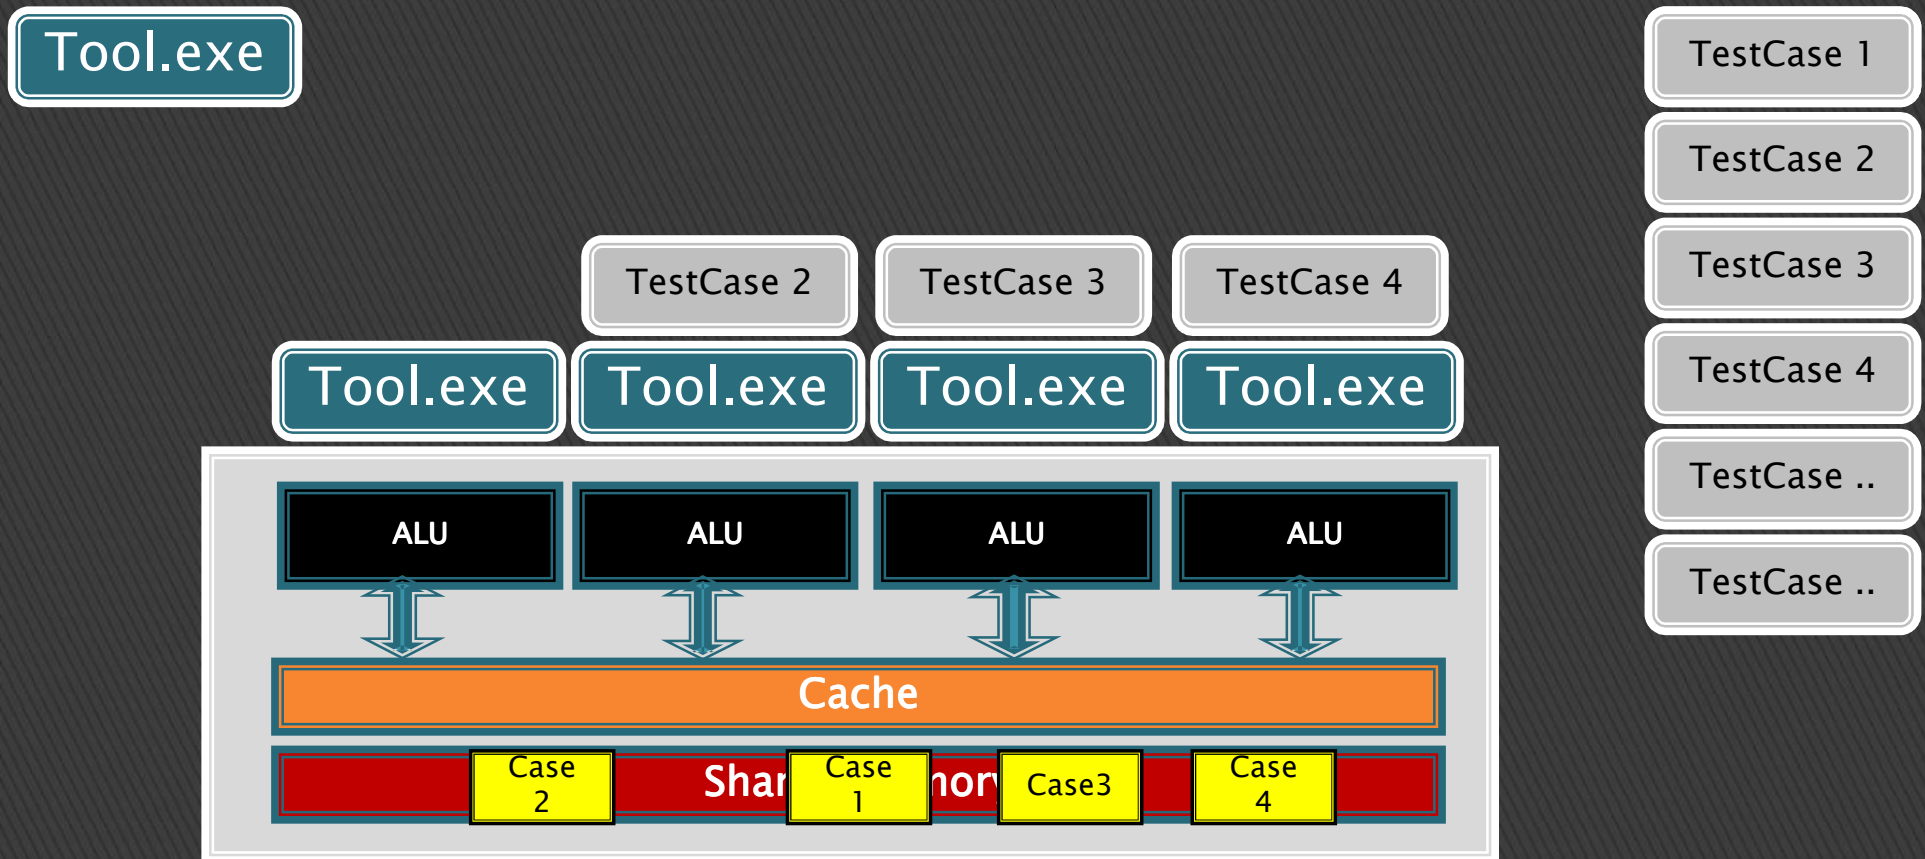 Tool.exe
TestCase 1
TestCase 2
TestCase 3
TestCase 4
TestCase ..
TestCase ..
TestCase 2
TestCase 3
TestCase 4
Tool.exe
Tool.exe
Tool.exe
Tool.exe
ALU
ALU
ALU
ALU
Cache
Case
2
Case
1
Case3
Case
4